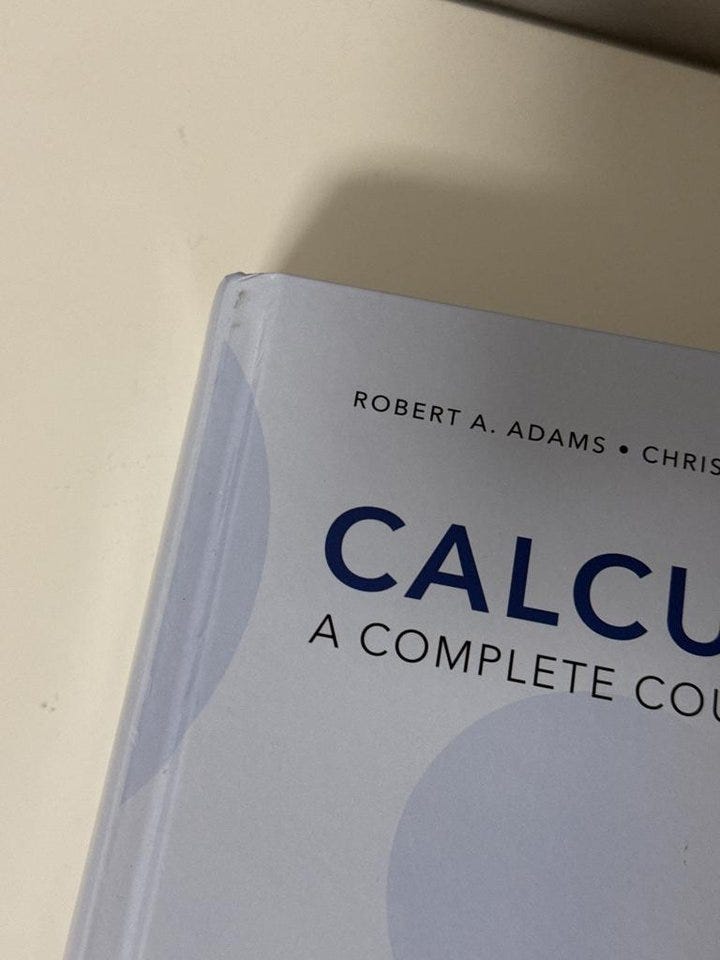 ROBERT A. ADAMS • CHRIS
CALCU
A COMPLETE COU